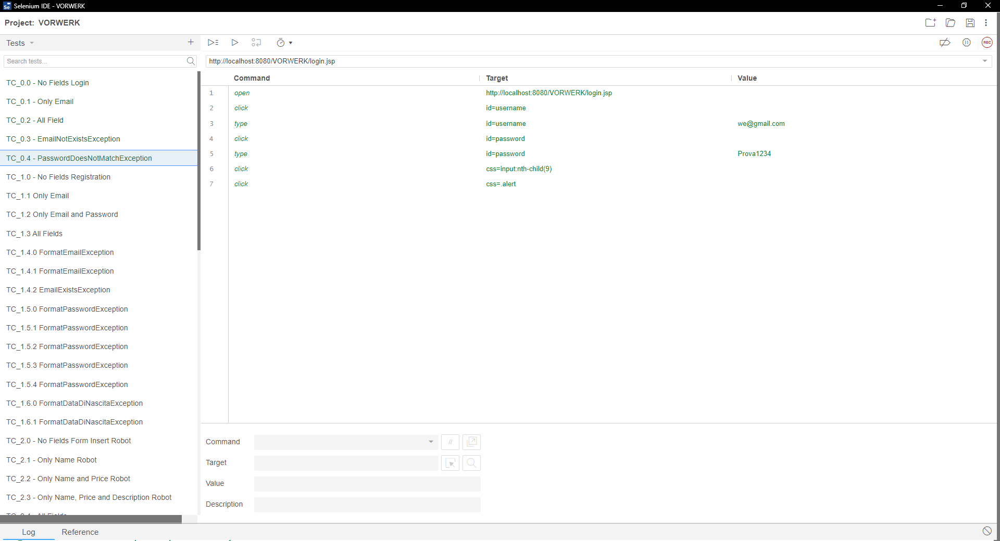 Selenium IDE - VORWERK
Project: VORWERK
Tests
Search tests...
TC_0.0 - No Fields Login
TC_0.1 - Only Email
TC_0.2 - All Field
TC_0.3 - EmailNotExistsException
TC_0.4 - PasswordDoesNotMatchException
TC_1.0 - No Fields Registration
TC_1.1 Only Email
TC_1.2 Only Email and Password
TC_1.3 All Fields
TC_1.4.0 FormatEmailException
TC_1.4.1 FormatEmailException
TC_1.4.2 EmailExistsException
TC_1.5.0 FormatPasswordException
TC_1.5.1 FormatPasswordException
TC_1.5.2 FormatPasswordException
TC_1.5.3 FormatPasswordException
TC_1.5.4 FormatPasswordException
TC_1.6.0 FormatDataDiNascitaException
TC_1.6.1 FormatDataDiNascitaException
TC_2.0 - No Fields Form Insert Robot
TC_2.1 - Only Name Robot
TC_2.2 - Only Name and Price Robot
TC_2.3 - Only Name, Price and Description Robot
REC
http://localhost:8080/VORWERK/login.jsp
Command Target Value
1 open http://localhost:8080/VORWERK/login.jsp
2 click id=username
3 type id=username we@gmail.com
4 click id=password
5 type id=password Prova1234
6 click css=input:nth-child(9)
7 click css=.alert
Command //
Target
Value
Description
Log Reference